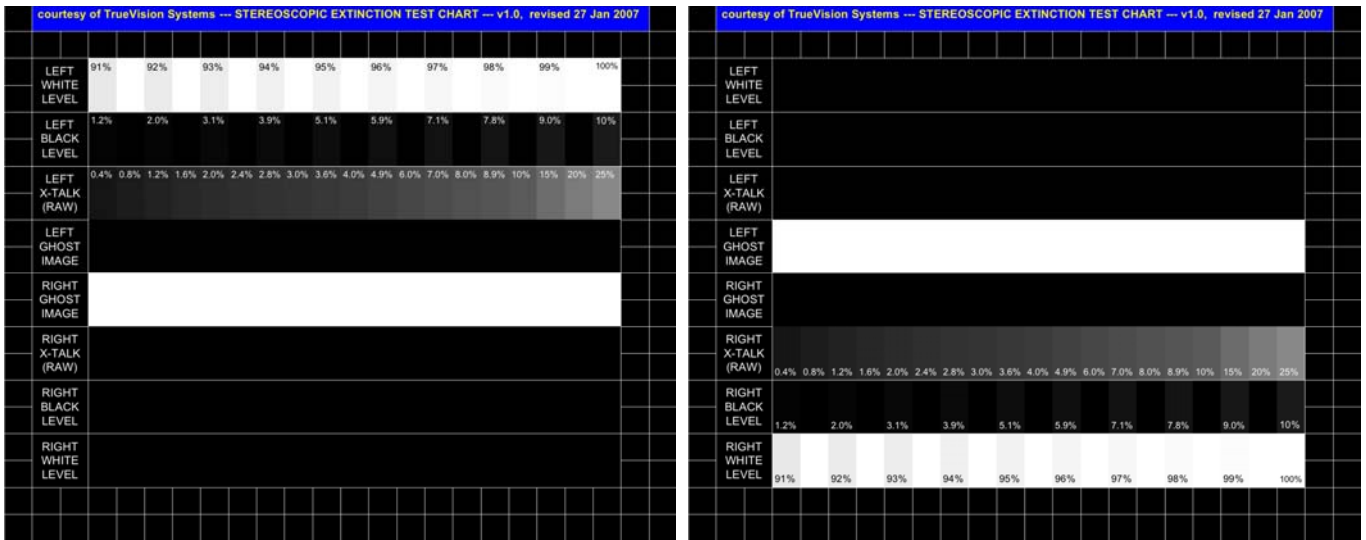 courtesy of TrueVision Systems --- STEREOSCOPIC EXTINCTION TEST CHART --- v1.0, revised 27 Jan 2007
LEFT
WHITE
LEVEL
91% 92% 93% 94% 95% 96% 97% 98% 99% 100%
LEFT
BLACK
LEVEL
1.2% 2.0% 3.1% 3.9% 5.1% 5.9% 7.1% 7.8% 9.0% 10%
LEFT
X-TALK
(RAW)
0.4% 0.8% 1.2% 1.6% 2.0% 2.4% 2.8% 3.0% 3.6% 4.0% 4.9% 6.0% 7.0% 8.0% 8.9% 10% 15% 20% 25%
LEFT
GHOST
IMAGE
RIGHT
GHOST
IMAGE
RIGHT
X-TALK
(RAW)
RIGHT
BLACK
LEVEL
RIGHT
WHITE
LEVEL
courtesy of TrueVision Systems --- STEREOSCOPIC EXTINCTION TEST CHART --- v1.0, revised 27 Jan 2007
LEFT
WHITE
LEVEL
LEFT
BLACK
LEVEL
LEFT
X-TALK
(RAW)
LEFT
GHOST
IMAGE
RIGHT
GHOST
IMAGE
RIGHT
X-TALK
(RAW)
0.4% 0.8% 1.2% 1.6% 2.0% 2.4% 2.8% 3.0% 3.6% 4.0% 4.9% 6.0% 7.0% 8.0% 8.9% 10% 15% 20% 25%
RIGHT
BLACK
LEVEL
1.2% 2.0% 3.1% 3.9% 5.1% 5.9% 7.1% 7.8% 9.0% 10%
RIGHT
WHITE
LEVEL
91% 92% 93% 94% 95% 96% 97% 98% 99% 100%